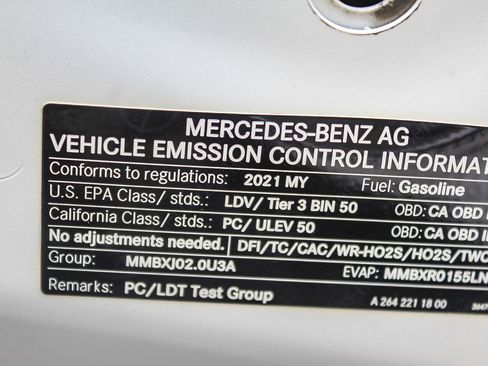 MERCEDES-BENZ AG
VEHICLE EMISSION CONTROL INFORMAT
Conforms to regulations: 2021 MY Fuel: Gasoline
U.S. EPA Class/ stds.: LDV/ Tier 3 BIN 50 OBD: CA OBD I
California Class/ stds.: PC/ ULEV 50 OBD: CA OBD I
No adjustments needed. DFI/TC/CAC/WR-HO2S/HO2S/TWC
Group: MMBXJ02.0U3A EVAP: MMBXR0155LN
Remarks: PC/LDT Test Group A 264 221 18 00